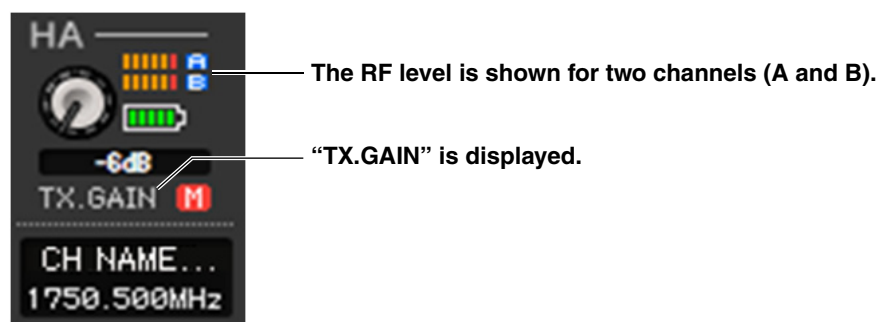 HA
A
The RF level is shown for two channels (A and B).
B
-6dB
“TX.GAIN” is displayed.
TX.GAIN M
CH NAME...
1750.500MHz